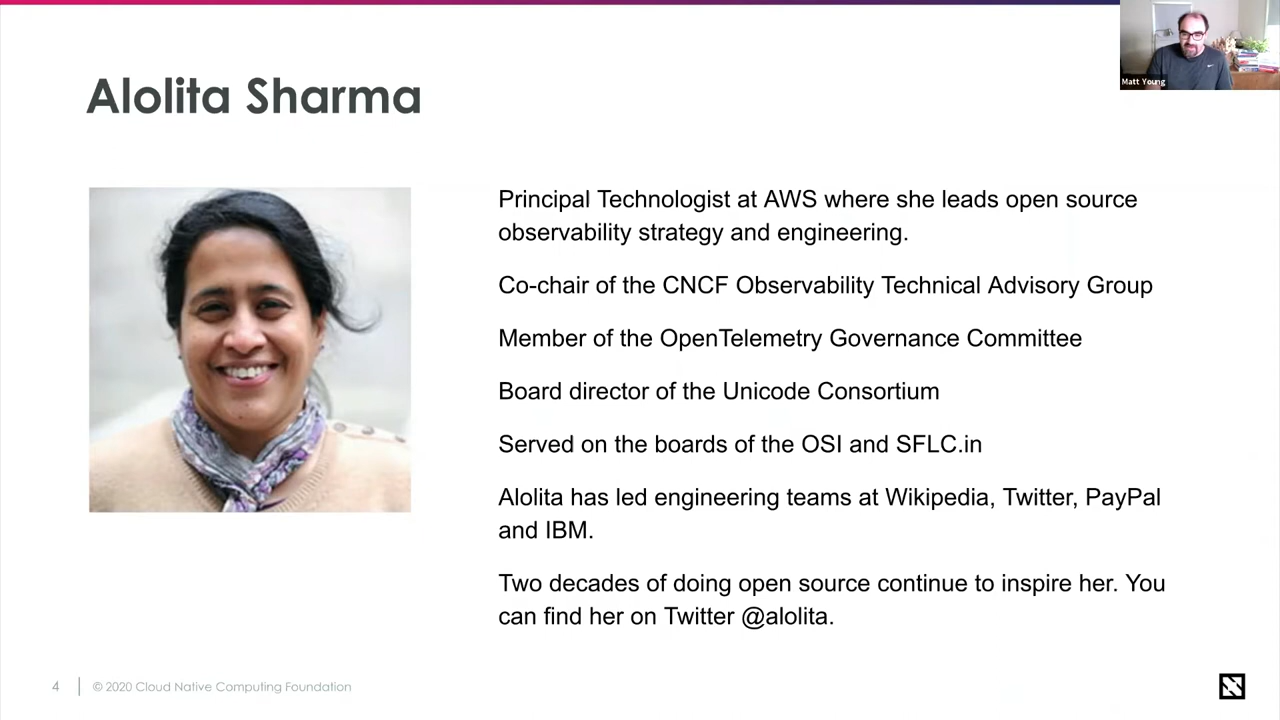 Matt Young
Alolita Sharma
Principal Technologist at AWS where she leads open source
observability strategy and engineering.
Co-chair of the CNCF Observability Technical Advisory Group
Member of the OpenTelemetry Governance Committee
Board director of the Unicode Consortium
Served on the boards of the OSI and SFLC.in
Alolita has led engineering teams at Wikipedia, Twitter, PayPal
and IBM.
Two decades of doing open source continue to inspire her. You
can find her on Twitter @alolita.
4
© 2020 Cloud Native Computing Foundation